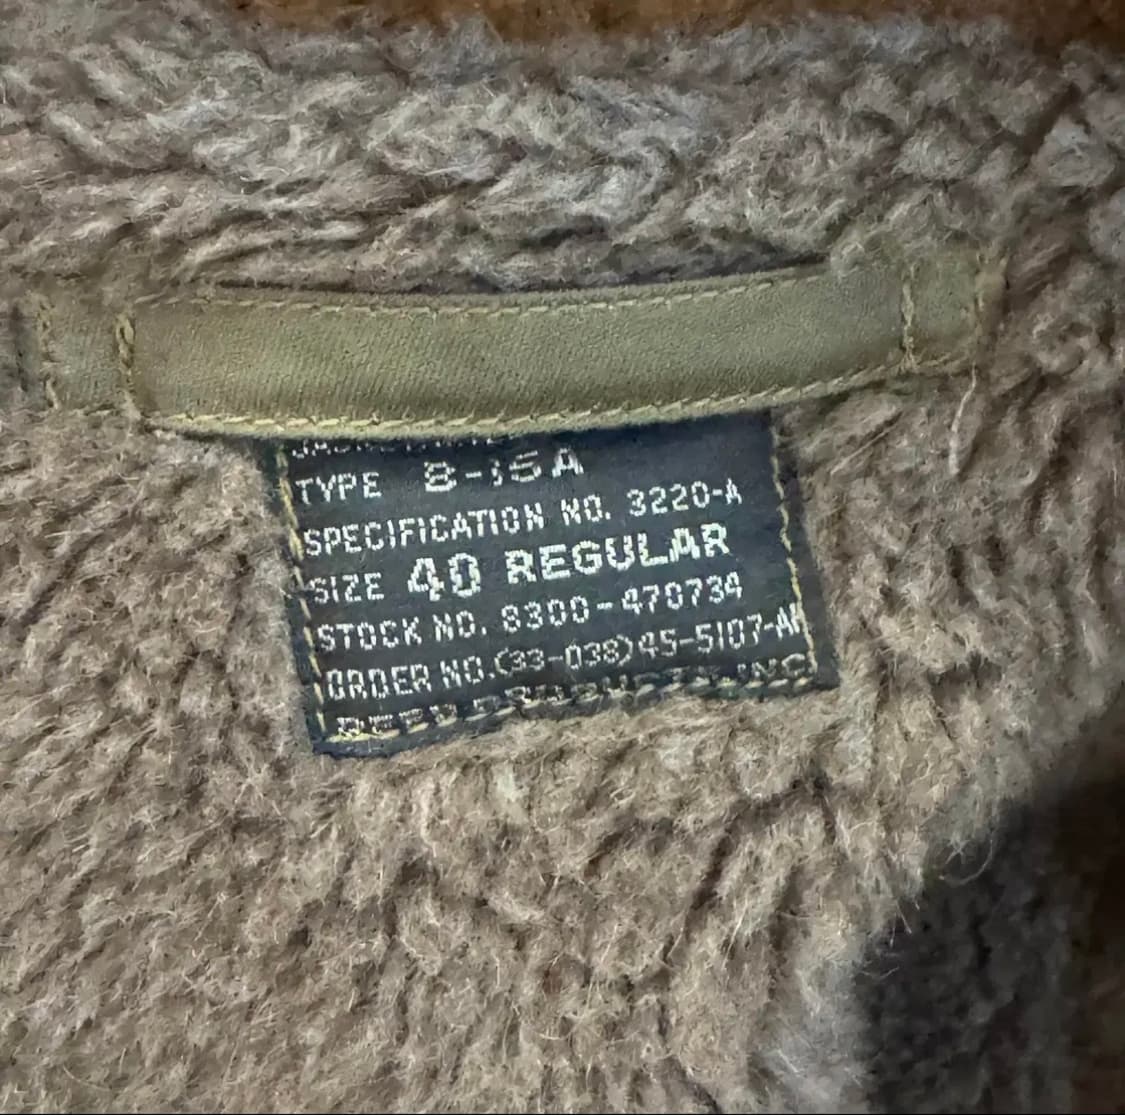 TYPE B-15A
SPECIFICATION NO. 3220-A
SIZE 40 REGULAR
STOCK NO. 8300-470734
ORDER NO. (33-038) 45-5107-AF
INC